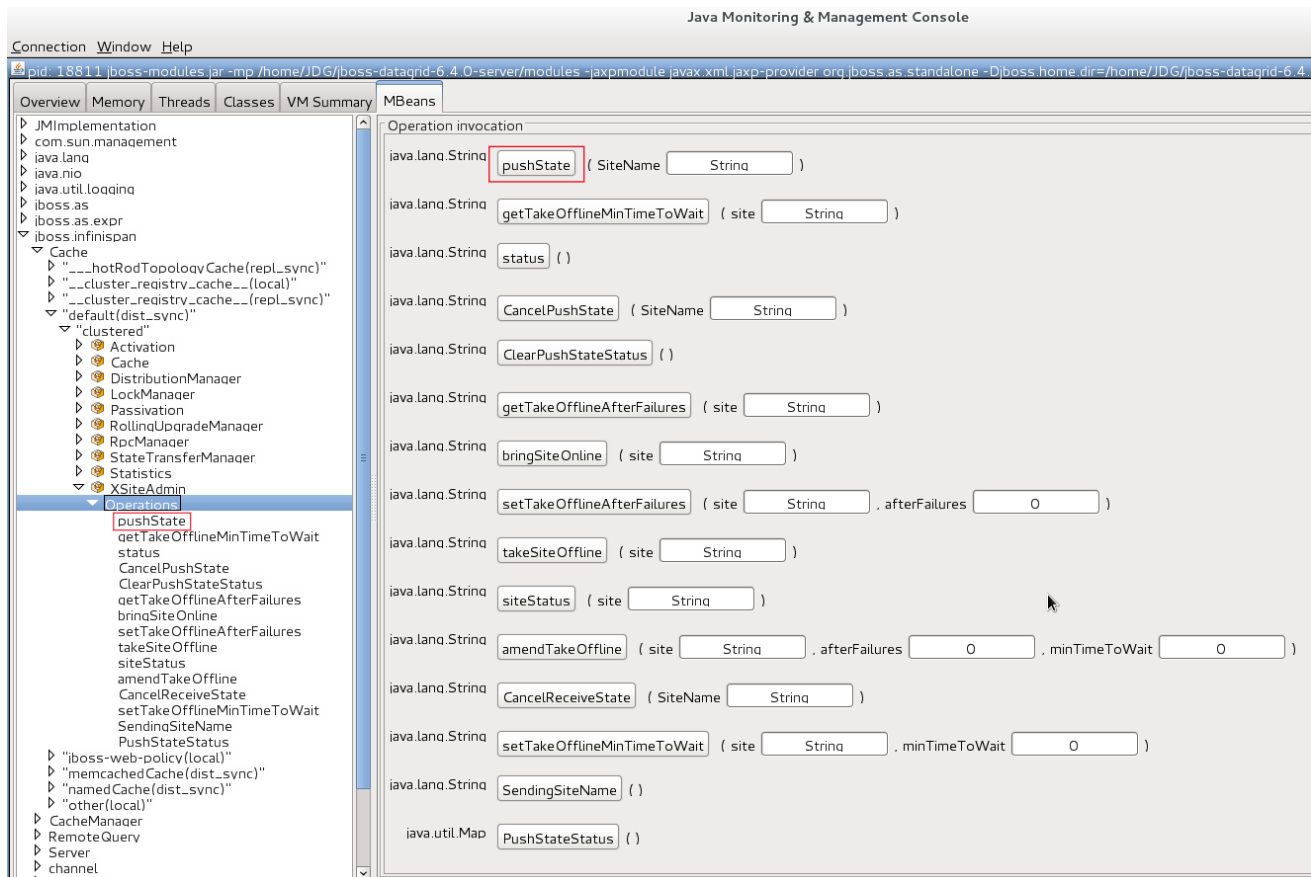 Java Monitoring & Management Console
Connection Window Help
pid: 18811 jboss-modules.jar -mp /home/JDG/jboss-datagrid-6.4.0-server/modules -jaxpmodule javax.xml.jaxp-provider org.jboss.as.standalone -Djboss.home.dir=/home/JDG/jboss-datagrid-6.4.
Overview Memory Threads Classes VM Summary MBeans
JMImplementation
com.sun.management
java.lang
java.nio
java.util.logging
jboss.as
jboss.as.expr
jboss.infinispan
Cache
"___hotRodTopologyCache(repl_sync)"
"__cluster_registry_cache__(local)"
"__cluster_registry_cache__(repl_sync)"
"default(dist_sync)"
"clustered"
Activation
Cache
DistributionManager
LockManager
Passivation
RollingUpgradeManager
RpcManager
StateTransferManager
Statistics
XSiteAdmin
Operations
pushState
getTakeOfflineMinTimeToWait
status
CancelPushState
ClearPushStateStatus
getTakeOfflineAfterFailures
bringSiteOnline
setTakeOfflineAfterFailures
takeSiteOffline
siteStatus
amendTakeOffline
CancelReceiveState
setTakeOfflineMinTimeToWait
SendingSiteName
PushStateStatus
"jboss-web-policy(local)"
"memcachedCache(dist_sync)"
"namedCache(dist_sync)"
"other(local)"
CacheManager
RemoteQuery
Server
channel
Operation invocation
java.lang.String pushState ( SiteName String )
java.lang.String getTakeOfflineMinTimeToWait ( site String )
java.lang.String status ( )
java.lang.String CancelPushState ( SiteName String )
java.lang.String ClearPushStateStatus ( )
java.lang.String getTakeOfflineAfterFailures ( site String )
java.lang.String bringSiteOnline ( site String )
java.lang.String setTakeOfflineAfterFailures ( site String , afterFailures 0 )
java.lang.String takeSiteOffline ( site String )
java.lang.String siteStatus ( site String )
java.lang.String amendTakeOffline ( site String , afterFailures 0 , minTimeToWait 0 )
java.lang.String CancelReceiveState ( SiteName String )
java.lang.String setTakeOfflineMinTimeToWait ( site String , minTimeToWait 0 )
java.lang.String SendingSiteName ( )
java.util.Map PushStateStatus ( )